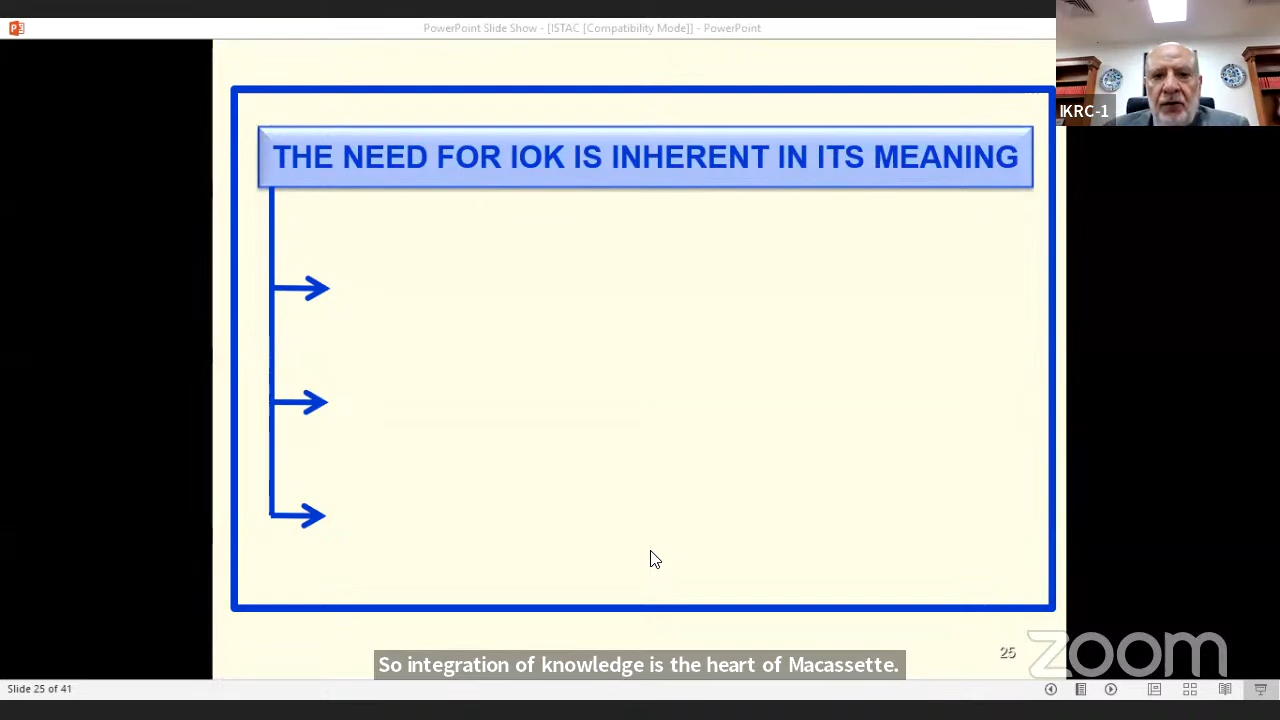 PowerPoint Slide Show - [ISTAC [Compatibility Mode]] - PowerPoint
IKRC-1
THE NEED FOR IOK IS INHERENT IN ITS MEANING
25
zoom
So integration of knowledge is the heart of Macassette.
Slide 25 of 41